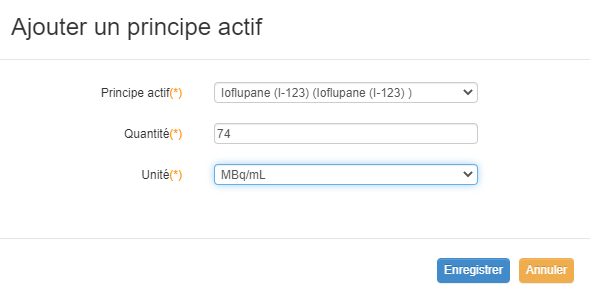 Ajouter un principe actif
Principe actif(*) Ioflupane (I-123) (Ioflupane (I-123) )
Quantité(*) 74
Unité(*) MBq/mL
Enregistrer Annuler